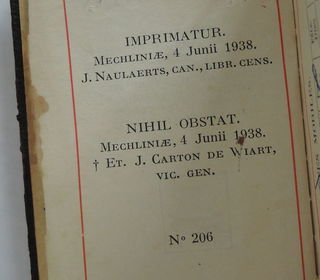 IMPRIMATUR.
Mechliniæ, 4 Junii 1938.
J. Naulaerts, can., libr. cens.
NIHIL OBSTAT.
Mechliniæ, 4 Junii 1938.
† Et. J. Carton de Wiart,
vic. gen.
Nº 206